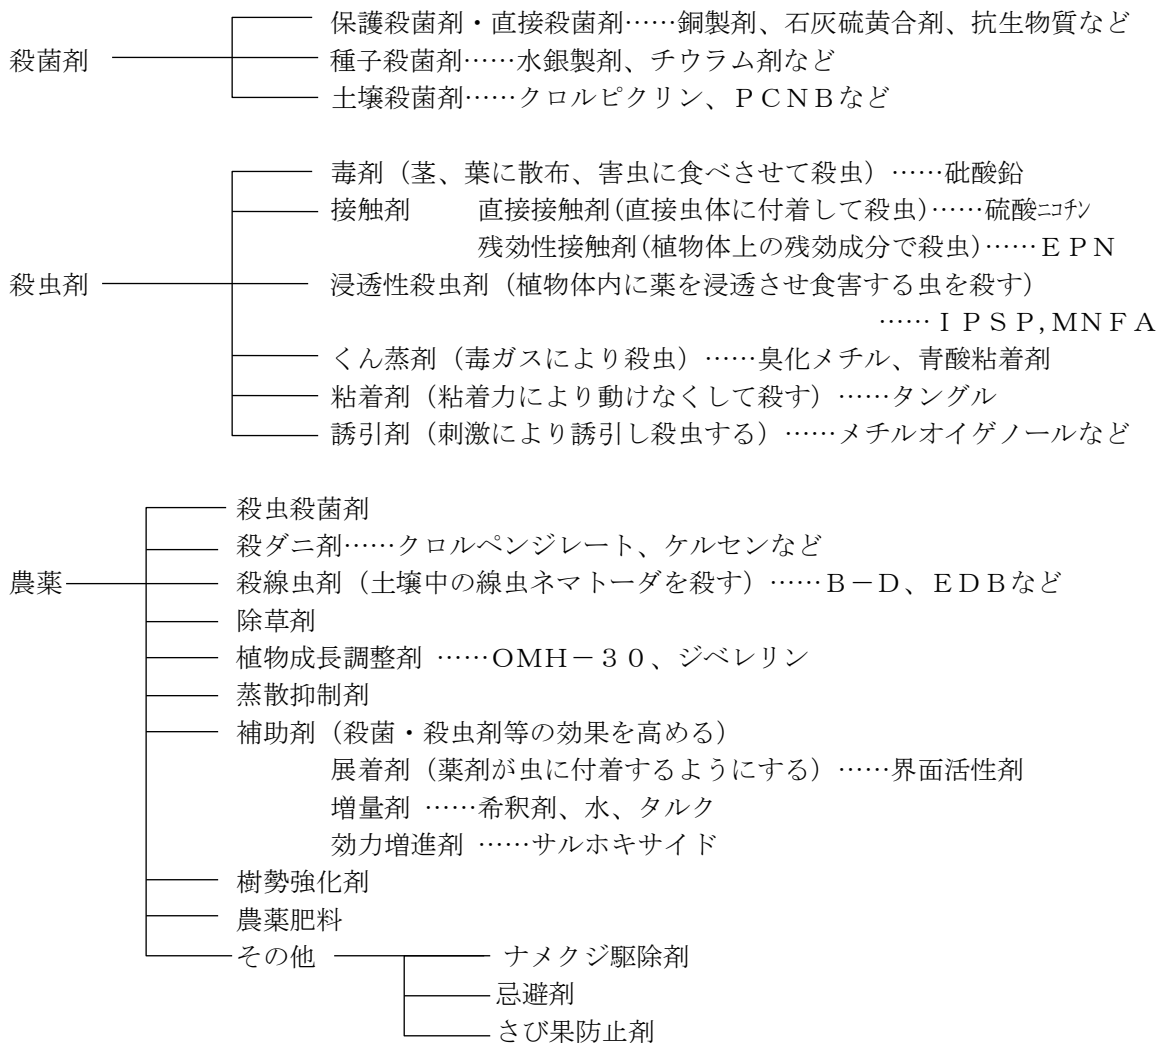 保護殺菌剤・直接殺菌剤……銅製剤、石灰硫黄合剤、抗生物質など
殺菌剤 種子殺菌剤……水銀製剤、チウラム剤など
土壌殺菌剤……クロルピクリン、ＰＣＮＢなど
毒剤（茎、葉に散布、害虫に食べさせて殺虫）……砒酸鉛
接触剤 直接接触剤(直接虫体に付着して殺虫)……硫酸ﾆｺﾁﾝ
残効性接触剤(植物体上の残効成分で殺虫)……ＥＰＮ
殺虫剤 浸透性殺虫剤（植物体内に薬を浸透させ食害する虫を殺す）
……ＩＰＳＰ,ＭＮＦＡ
くん蒸剤（毒ガスにより殺虫）……臭化メチル、青酸粘着剤
粘着剤（粘着力により動けなくして殺す）……タングル
誘引剤（刺激により誘引し殺虫する）……メチルオイゲノールなど
殺虫殺菌剤
殺ダニ剤……クロルペンジレート、ケルセンなど
農薬 殺線虫剤（土壌中の線虫ネマトーダを殺す）……Ｂ－Ｄ、ＥＤＢなど
除草剤
植物成長調整剤 ……ＯＭＨ－３０、ジベレリン
蒸散抑制剤
補助剤（殺菌・殺虫剤等の効果を高める）
展着剤（薬剤が虫に付着するようにする）……界面活性剤
増量剤 ……希釈剤、水、タルク
効力増進剤 ……サルホキサイド
樹勢強化剤
農薬肥料
その他 ナメクジ駆除剤
忌避剤
さび果防止剤